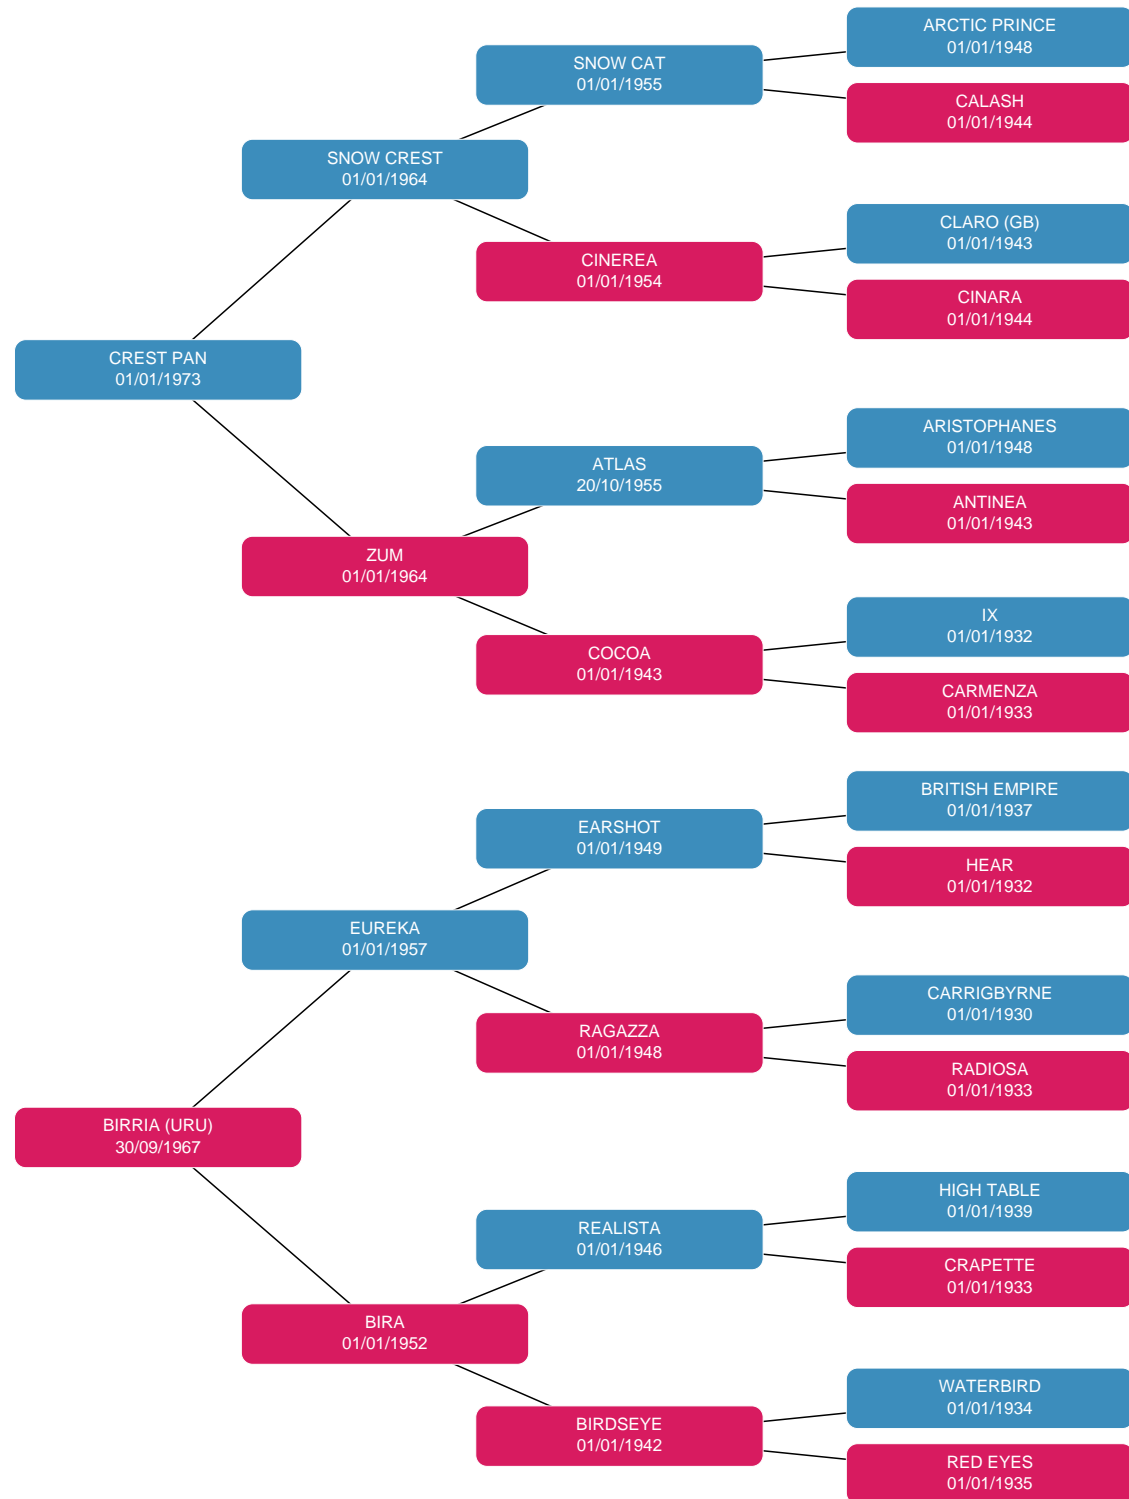 ARCTIC PRINCE
01/01/1948
SNOW CAT
01/01/1955
CALASH
01/01/1944
SNOW CREST
01/01/1964
CLARO (GB)
01/01/1943
CINEREA
01/01/1954
CINARA
01/01/1944
CREST PAN
01/01/1973
ARISTOPHANES
01/01/1948
ATLAS
20/10/1955
ANTINEA
01/01/1943
ZUM
01/01/1964
IX
01/01/1932
COCOA
01/01/1943
CARMENZA
01/01/1933
BRITISH EMPIRE
01/01/1937
EARSHOT
01/01/1949
HEAR
01/01/1932
EUREKA
01/01/1957
CARRIGBYRNE
01/01/1930
RAGAZZA
01/01/1948
RADIOSA
01/01/1933
BIRRIA (URU)
30/09/1967
HIGH TABLE
01/01/1939
REALISTA
01/01/1946
CRAPETTE
01/01/1933
BIRA
01/01/1952
WATERBIRD
01/01/1934
BIRDSEYE
01/01/1942
RED EYES
01/01/1935